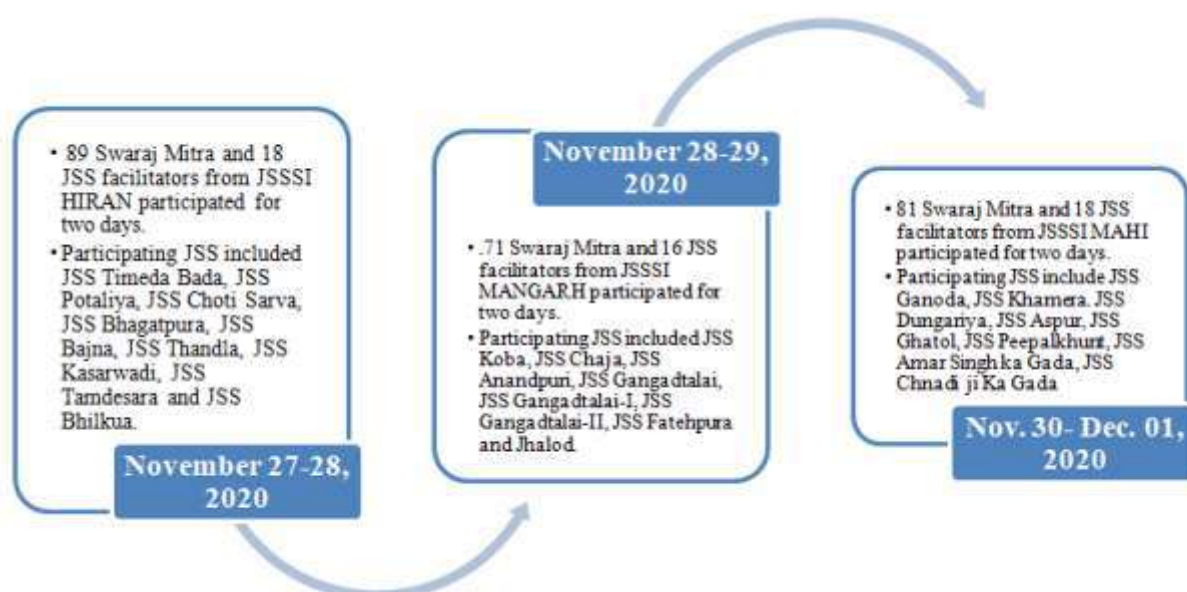 • 89 Swaraj Mitra and 18
JSS facilitators from JSSSI
HIRAN participated for
two days.
• Participating JSS included
JSS Timeda Bada, JSS
Potaliya, JSS Choti Sarva,
JSS Bhagatpura, JSS
Bajna, JSS Thandla, JSS
Kasarwadi, JSS
Tamdesara and JSS
Bhilkua.
November 27-28,
2020
November 28-29,
2020
• .71 Swaraj Mitra and 16 JSS
facilitators from JSSSI
MANGARH participated for
two days.
• Participating JSS included JSS
Koba, JSS Chaja, JSS
Anandpuri, JSS Gangadtalai,
JSS Gangadtalai-I, JSS
Gangadtalai-II, JSS Fatehpura
and Jhalod.
• 81 Swaraj Mitra and 18 JSS
facilitators from JSSSI MAHI
participated for two days.
• Participating JSS include JSS
Ganoda, JSS Khamera. JSS
Dungariya, JSS Aspur, JSS
Ghatol, JSS Peepalkhunt, JSS
Amar Singh ka Gada, JSS
Chnadi ji Ka Gada
Nov. 30- Dec. 01,
2020